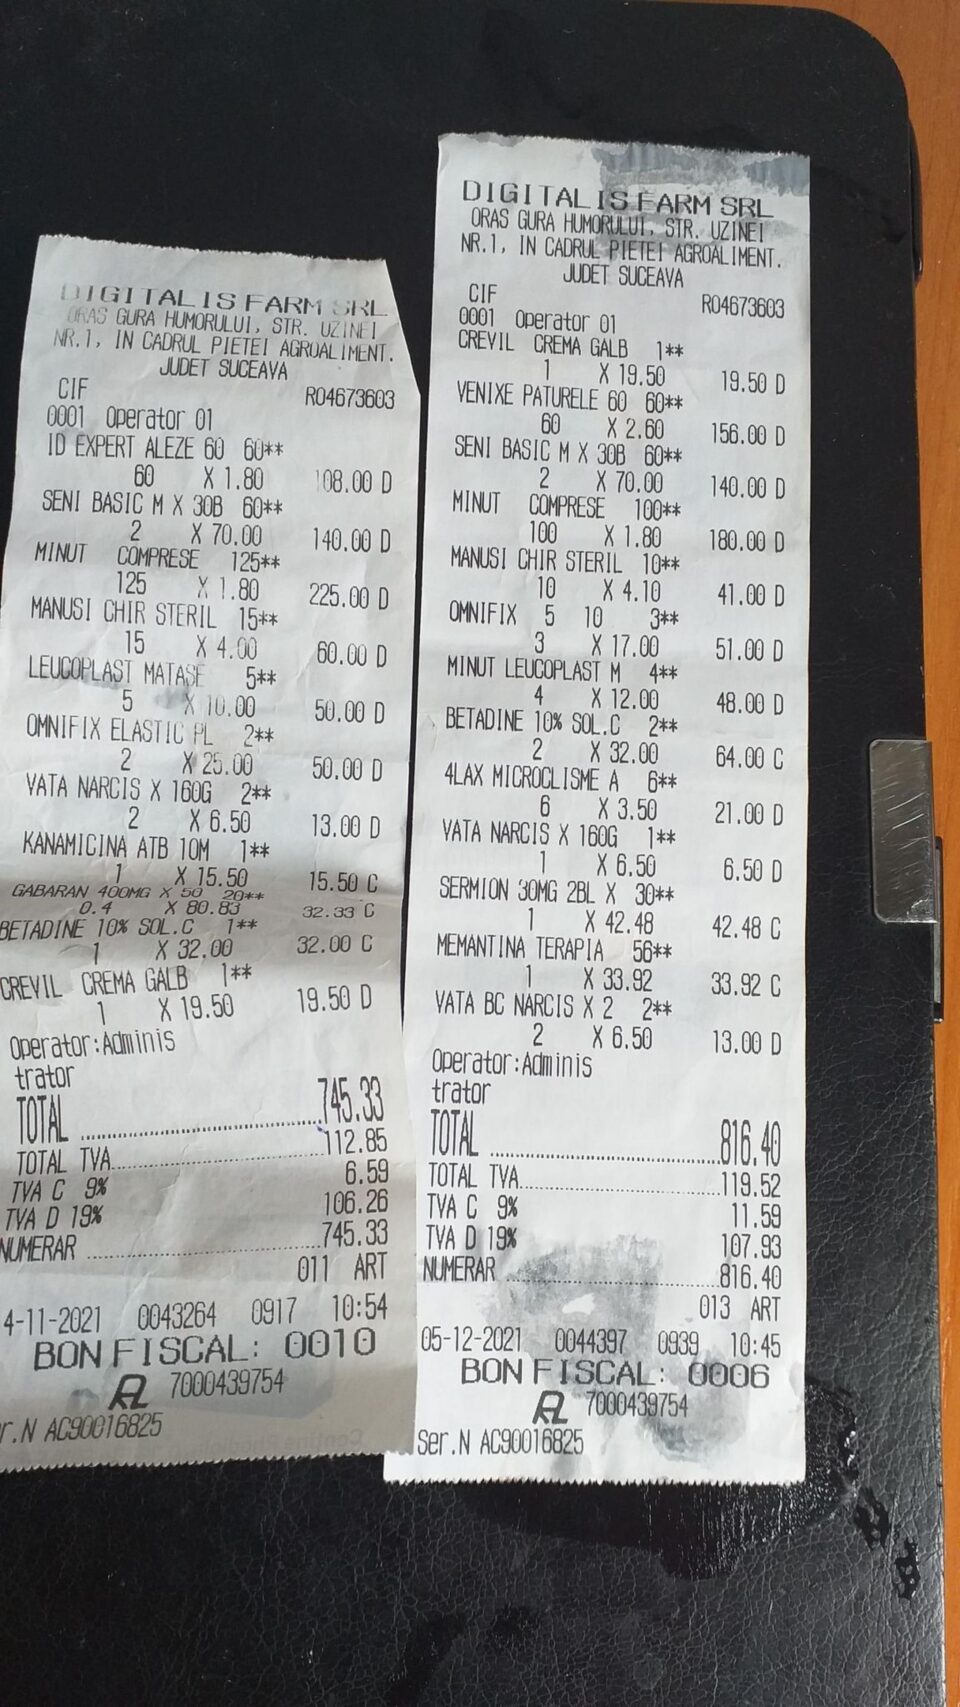 DIGITALIS FARM SRL
ORAS GURA HUMORULUI, STR. UZINEI
NR.1, IN CADRUL PIETEI AGROALIMENT.
JUDET SUCEAVA
CIF RO4673603
0001 Operator 01
ID EXPERT ALEZE 60 60**
60 X 1.80 108.00 D
SENI BASIC M X 30B 60**
2 X 70.00 140.00 D
MINUT COMPRESE 125**
125 X 1.80 225.00 D
MANUSI CHIR STERIL 15**
15 X 4.00 60.00 D
LEUCOPLAST MATASE 5**
5 X 10.00 50.00 D
OMNIFIX ELASTIC PL 2**
2 X 25.00 50.00 D
VATA NARCIS X 160G 2**
2 X 6.50 13.00 D
KANAMICINA ATB 10M 1**
1 X 15.50 15.50 C
GABARAN 400MG X 50 20**
0.4 X 80.83 32.33 C
BETADINE 10% SOL.C 1**
1 X 32.00 32.00 C
CREVIL CREMA GALB 1**
1 X 19.50 19.50 D
Operator:Adminis
trator
TOTAL ........................ 745.33
TOTAL TVA........................ 112.85
TVA C 9% 6.59
TVA D 19% 106.26
NUMERAR ........................ 745.33
011 ART
4-11-2021 0043264 0917 10:54
BON FISCAL: 0010
7000439754
r.N AC90016825
DIGITALIS FARM SRL
ORAS GURA HUMORULUI, STR. UZINEI
NR.1, IN CADRUL PIETEI AGROALIMENT.
JUDET SUCEAVA
CIF RO4673603
0001 Operator 01
CREVIL CREMA GALB 1**
1 X 19.50 19.50 D
VENIXE PATURELE 60 60**
60 X 2.60 156.00 D
SENI BASIC M X 30B 60**
2 X 70.00 140.00 D
MINUT COMPRESE 100**
100 X 1.80 180.00 D
MANUSI CHIR STERIL 10**
10 X 4.10 41.00 D
OMNIFIX 5 10 3**
3 X 17.00 51.00 D
MINUT LEUCOPLAST M 4**
4 X 12.00 48.00 D
BETADINE 10% SOL.C 2**
2 X 32.00 64.00 C
4LAX MICROCLISME A 6**
6 X 3.50 21.00 D
VATA NARCIS X 160G 1**
1 X 6.50 6.50 D
SERMION 30MG 2BL X 30**
1 X 42.48 42.48 C
MEMANTINA TERAPIA 56**
1 X 33.92 33.92 C
VATA BC NARCIS X 2 2**
2 X 6.50 13.00 D
Operator:Adminis
trator
TOTAL ........................ 816.40
TOTAL TVA........................ 119.52
TVA C 9% 11.59
TVA D 19% 107.93
NUMERAR ........................ 816.40
013 ART
05-12-2021 0044397 0939 10:45
BON FISCAL: 0006
7000439754
Ser.N AC90016825